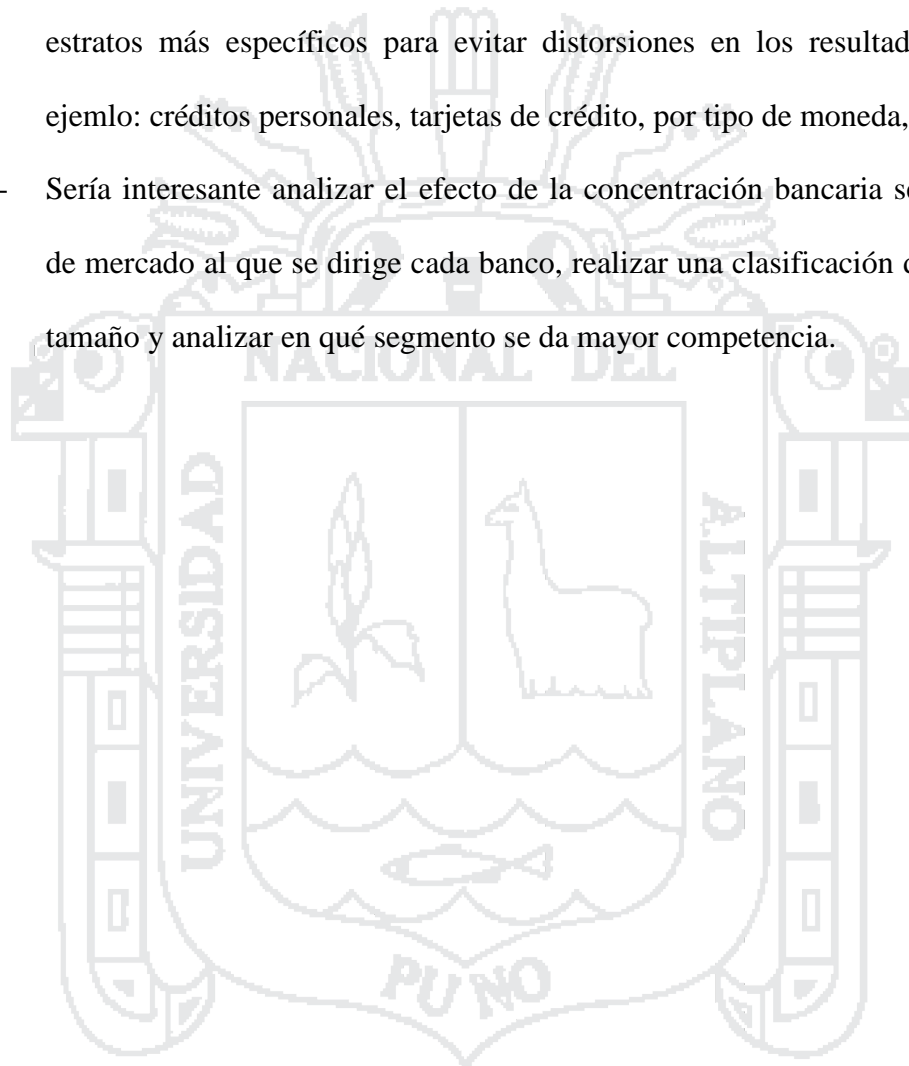 estratos más específicos para evitar distorsiones en los resultad
ejemlo: créditos personales, tarjetas de crédito, por tipo de moneda,
- Sería interesante analizar el efecto de la concentración bancaria s
de mercado al que se dirige cada banco, realizar una clasificación
tamaño y analizar en qué segmento se da mayor competencia.
NACIONAL DEL
UNIVERSIDAD
ALTIPLANO
PUNO